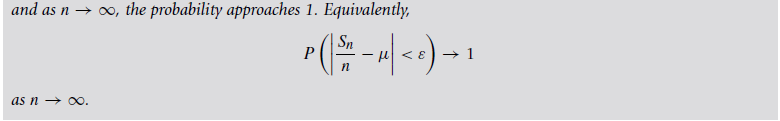 and as n → ∞, the probability approaches 1. Equivalently,
P(|Sn/n − μ| < ε) → 1
as n → ∞.